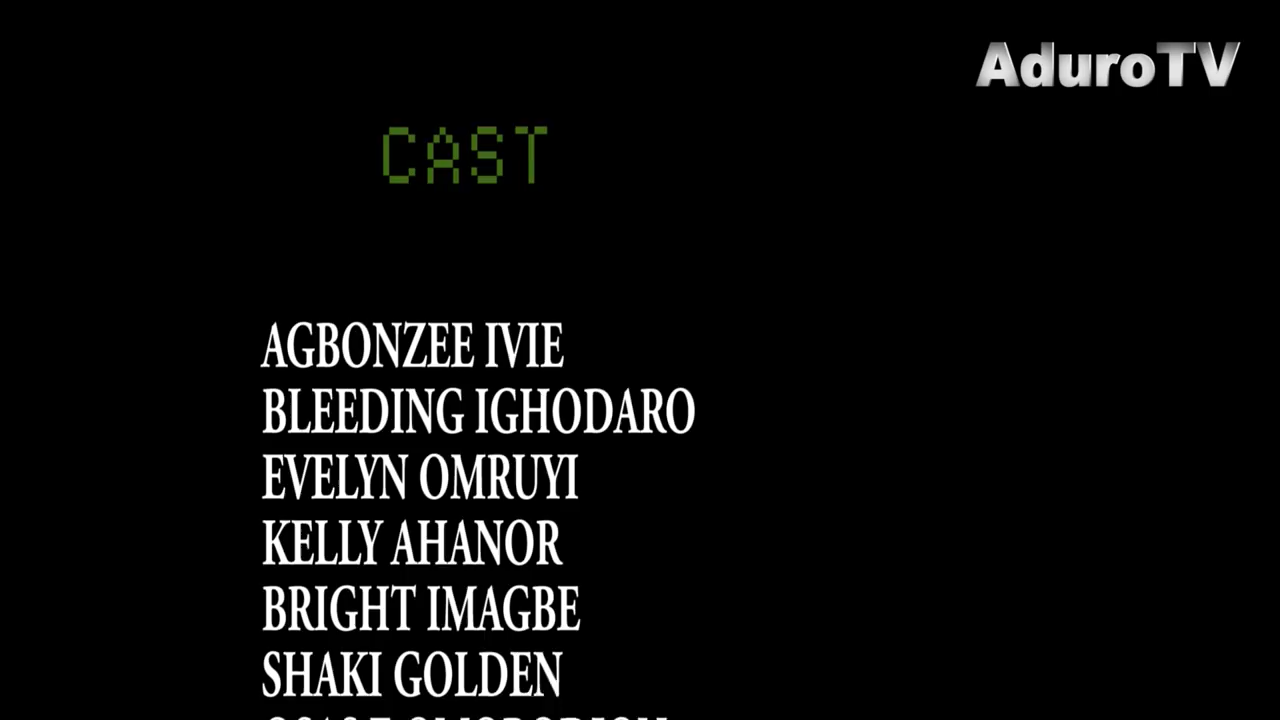 AduroTV
CAST
AGBONZEE IVIE
BLEEDING IGHODARO
EVELYN OMRUYI
KELLY AHANOR
BRIGHT IMAGBE
SHAKI GOLDEN